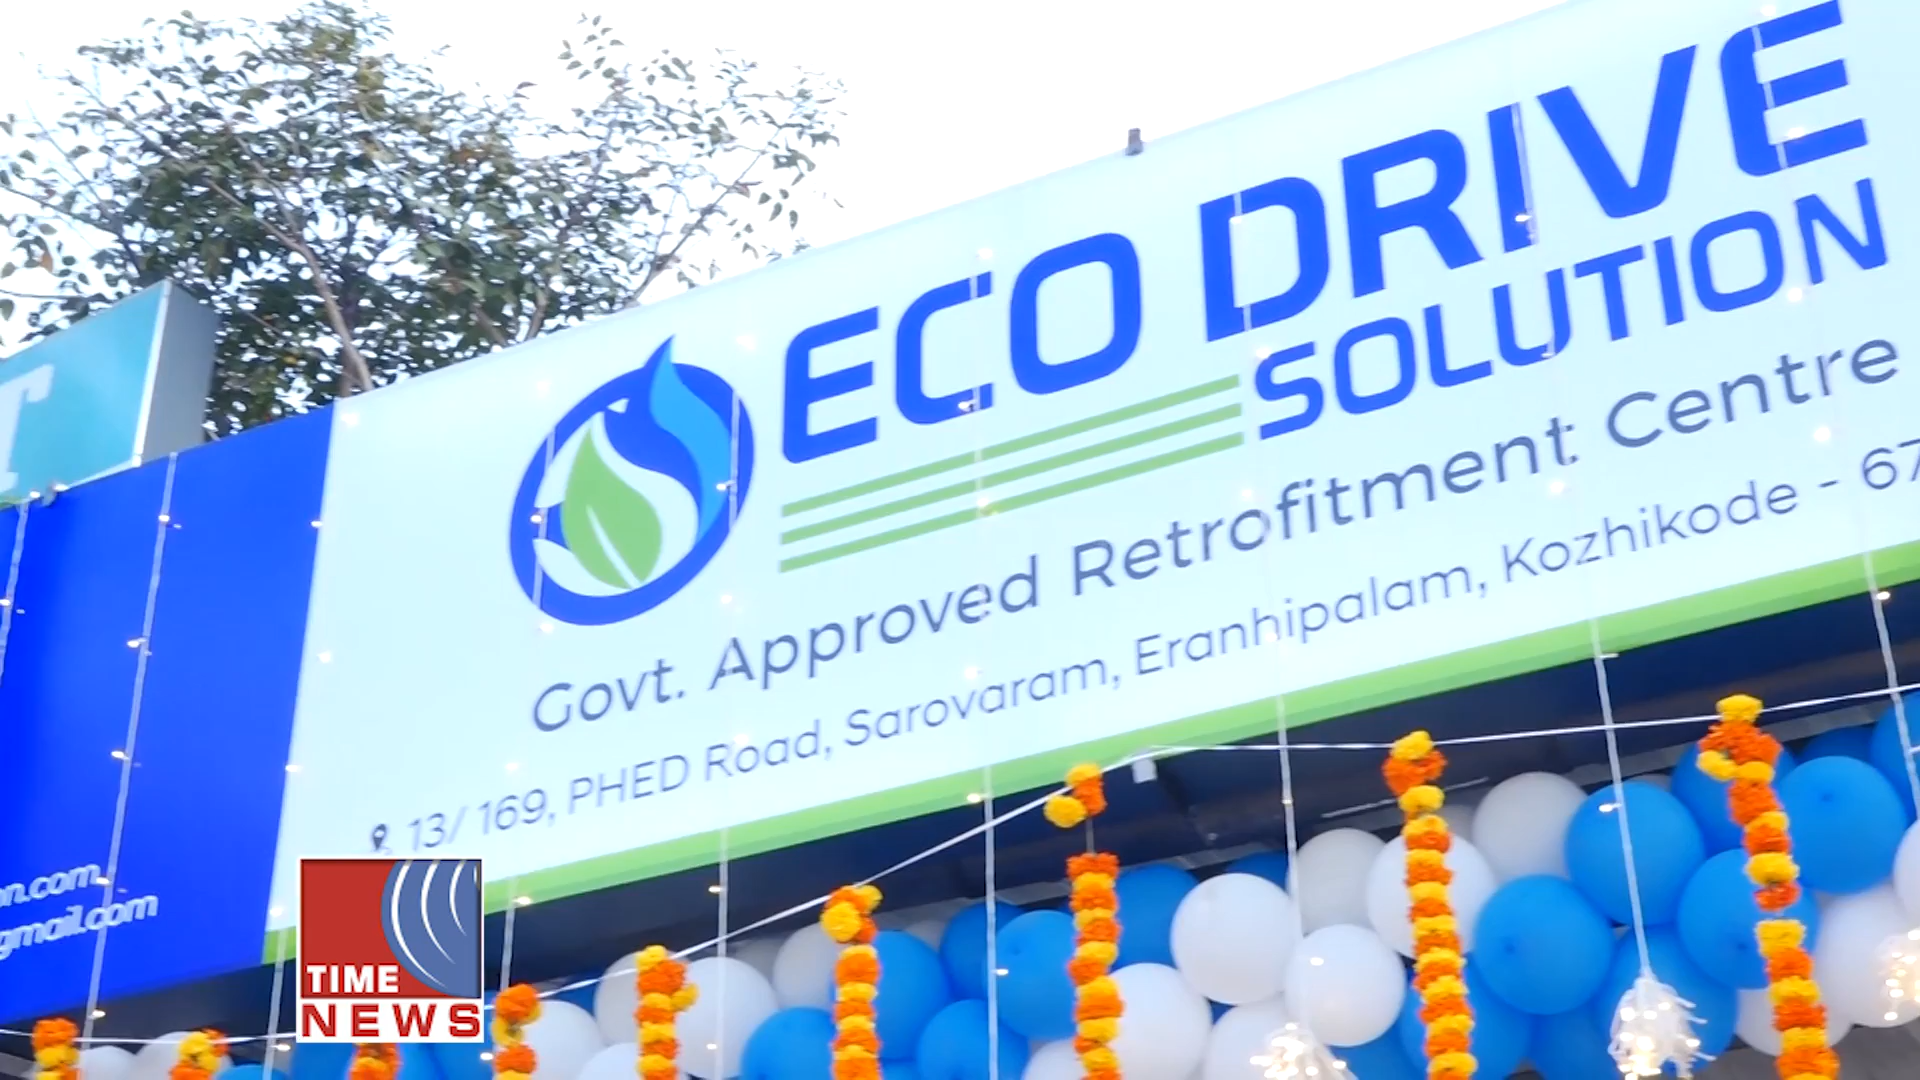 T
ECO DRIVE
SOLUTION
Govt. Approved Retrofitment Centre
13/ 169, PHED Road, Sarovaram, Eranhipalam, Kozhikode - 67
on.com
gmail.com
TIME
NEWS